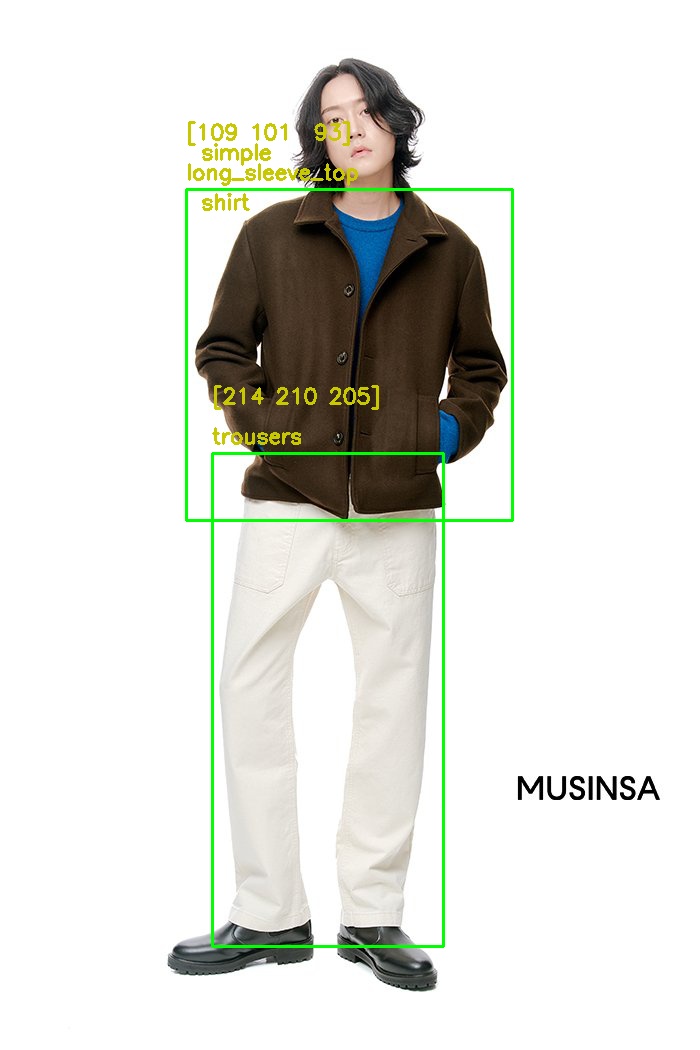 [109 101  93]
simple
long_sleeve_top
shirt
[214 210 205]
trousers
MUSINSA